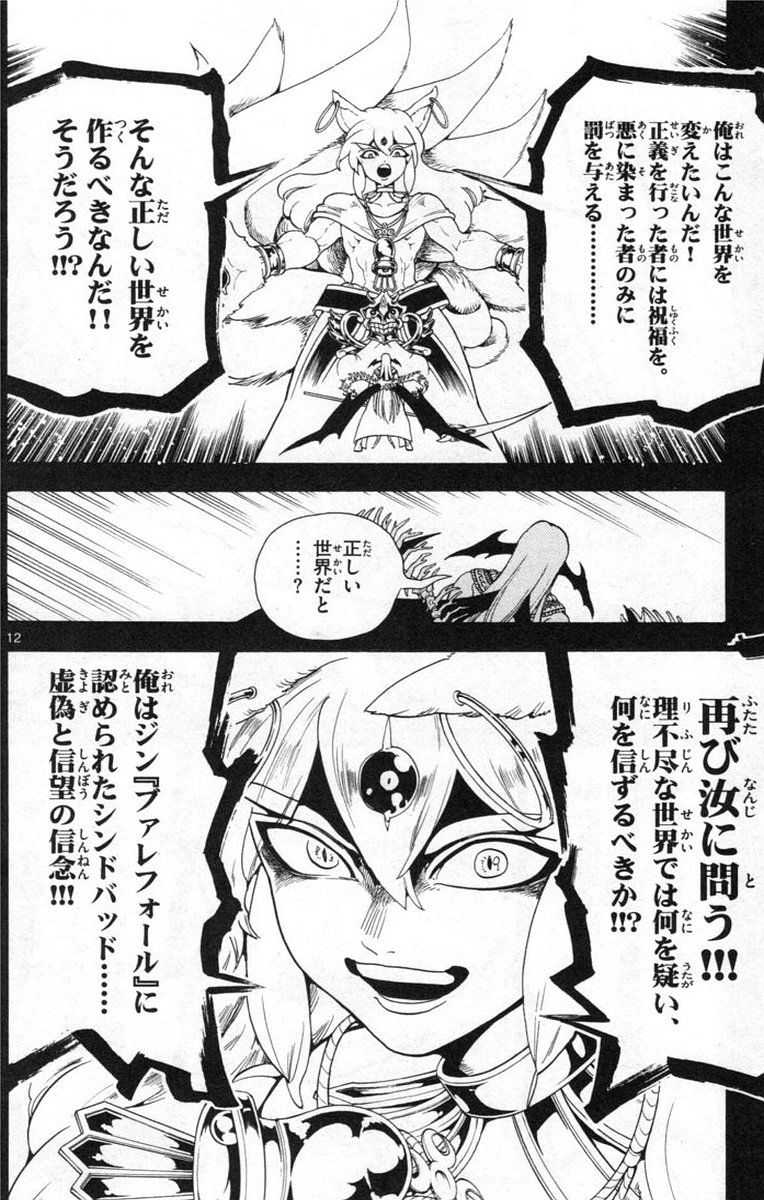 俺はこんな世界を
変えたいんだ！
正義を行った者には祝福を。
悪に染まった者のみに
罰を与える…………
そんな正しい世界を
作るべきなんだ！！
そうだろう！！？
正しい
世界だと
……？
12
再び汝に問う！！！
理不尽な世界では何を疑い、
何を信ずるべきか！！？
俺はジン『ブァレフォール』に
認められたシンドバッド……
虚偽と信望の信念！！！